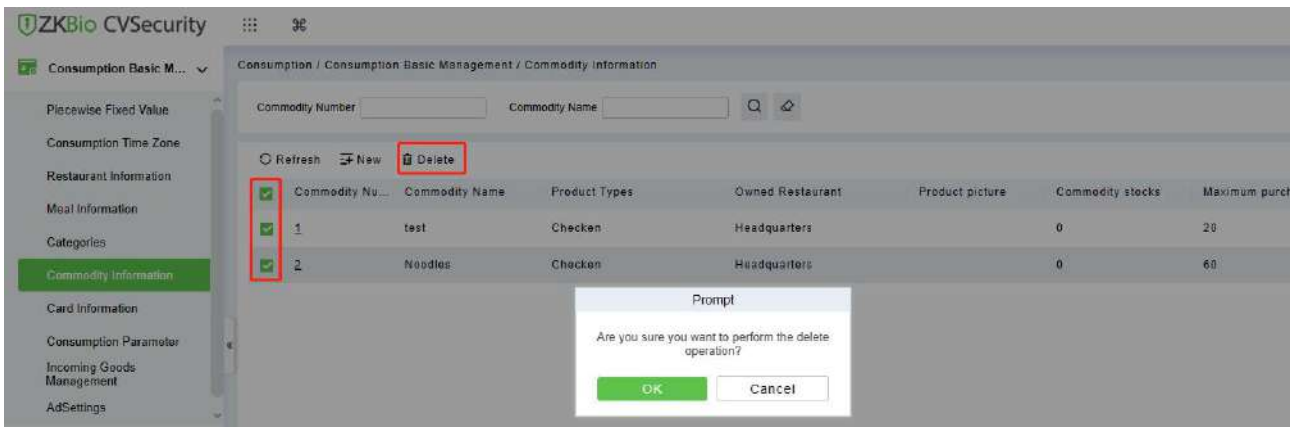 ZKBio CVSecurity
Consumption Basic M...
Consumption / Consumption Basic Management / Commodity Information
Piecewise Fixed Value
Consumption Time Zone
Restaurant Information
Meal Information
Categories
Commodity Information
Card Information
Consumption Parameter
Incoming Goods
Management
AdSettings
Commodity Number Commodity Name
Refresh New Delete
Commodity Nu... Commodity Name Product Types Owned Restaurant Product picture Commodity stocks Maximum purch
1 test Checken Headquarters 0 20
2 Noodles Checken Headquarters 0 60
Prompt
Are you sure you want to perform the delete
operation?
OK Cancel